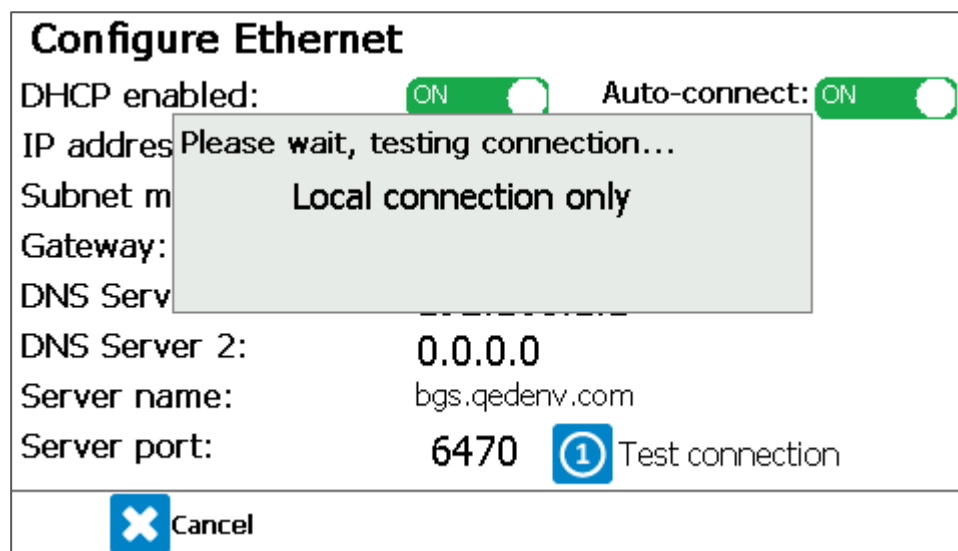 Configure Ethernet
DHCP enabled: ON Auto-connect: ON
IP addres
Please wait, testing connection...
Subnet m
Local connection only
Gateway:
DNS Serv
DNS Server 2: 0.0.0.0
Server name: bgs.qedenv.com
Server port: 6470 1 Test connection
Cancel